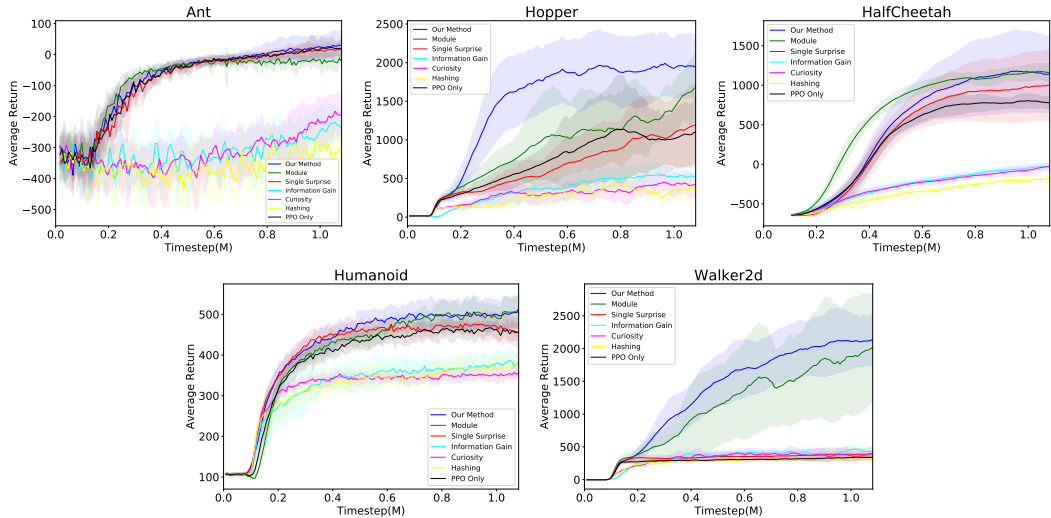 Ant
100
0
−100
−200
−300
−400
−500
Average Return
0.0 0.2 0.4 0.6 0.8 1.0
Timestep(M)
Our Method
Module
Single Surprise
Information Gain
Curiosity
Hashing
PPO Only
Hopper
2500
2000
1500
1000
500
0
Average Return
0.0 0.2 0.4 0.6 0.8 1.0
Timestep(M)
Our Method
Module
Single Surprise
Information Gain
Curiosity
Hashing
PPO Only
HalfCheetah
1500
1000
500
0
−500
Average Return
0.0 0.2 0.4 0.6 0.8 1.0
Timestep(M)
Our Method
Module
Single Surprise
Information Gain
Curiosity
Hashing
PPO Only
Humanoid
500
400
300
200
100
Average Return
0.0 0.2 0.4 0.6 0.8 1.0
Timestep(M)
Our Method
Module
Single Surprise
Information Gain
Curiosity
Hashing
PPO Only
Walker2d
2500
2000
1500
1000
500
0
Average Return
0.0 0.2 0.4 0.6 0.8 1.0
Timestep(M)
Our Method
Module
Single Surprise
Information Gain
Curiosity
Hashing
PPO Only